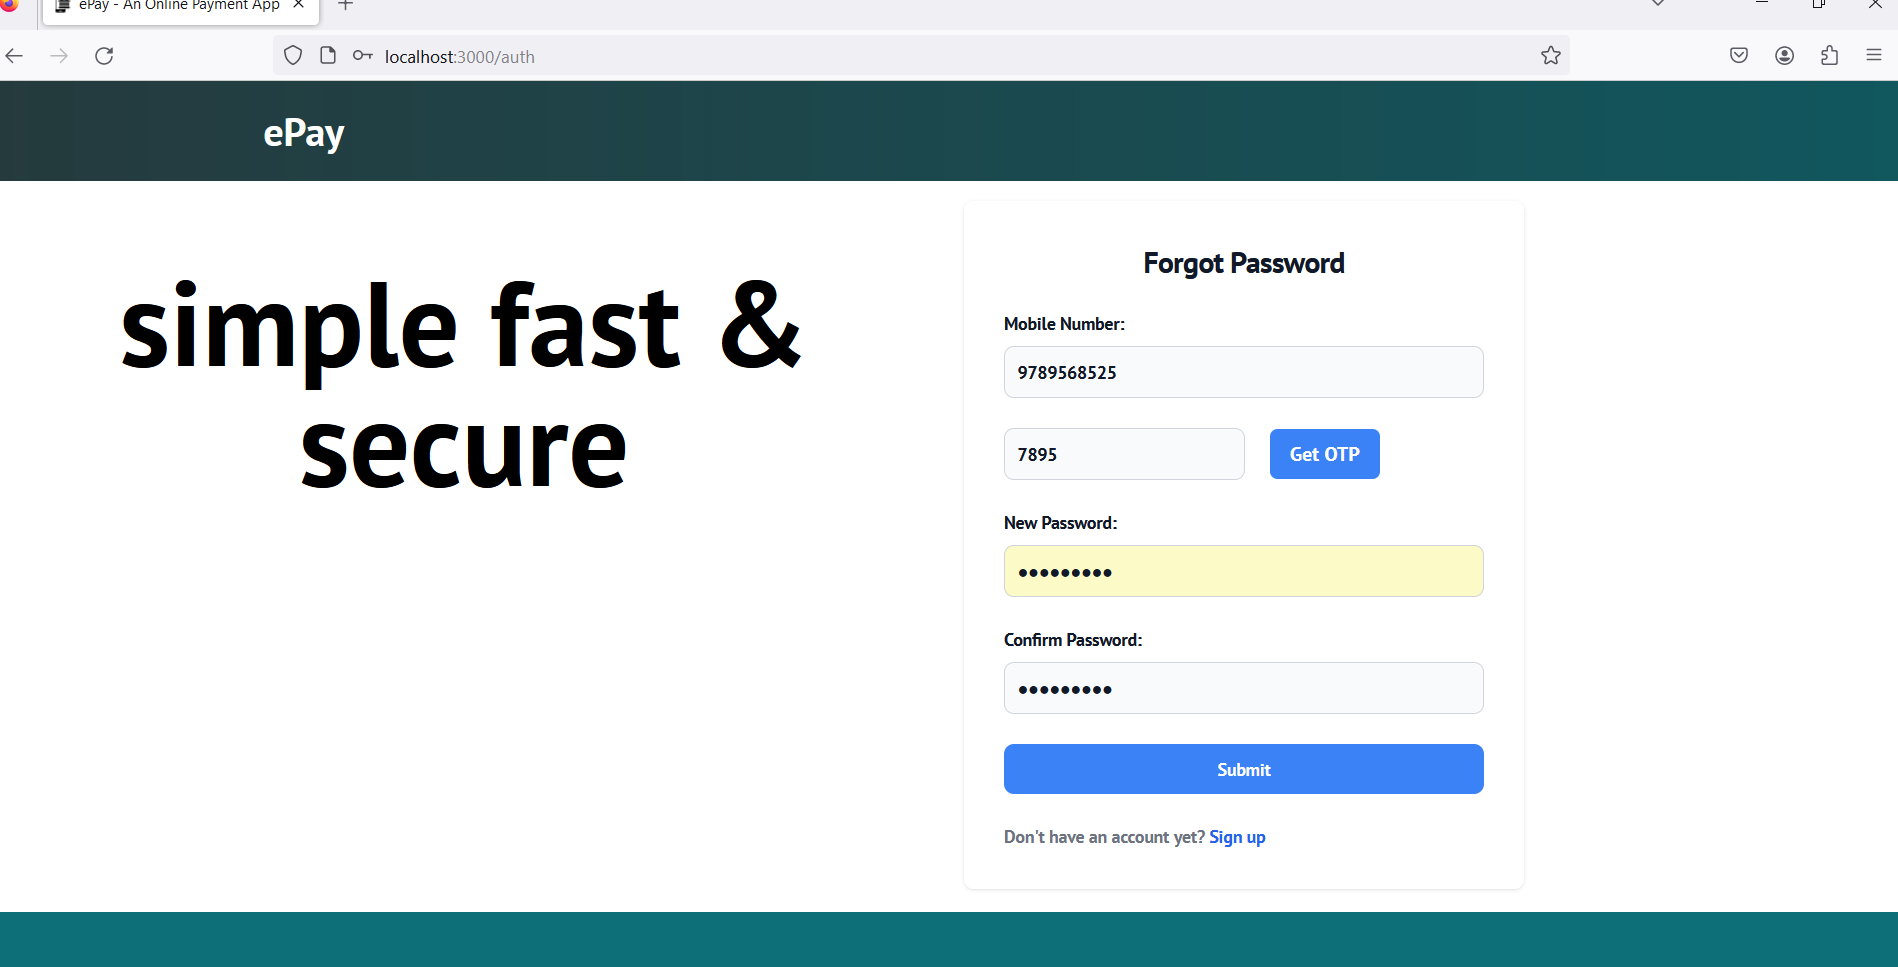 ePay - An Online Payment App
localhost:3000/auth
ePay
simple fast &
secure
Forgot Password
Mobile Number:
9789568525
7895
Get OTP
New Password:
●●●●●●●●●
Confirm Password:
●●●●●●●●●
Submit
Don't have an account yet? Sign up